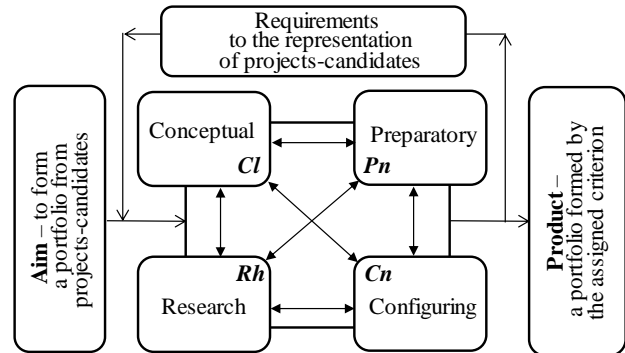 Requirements
to the representation
of projects-candidates
Aim – to form
a portfolio from
projects-candidates
Conceptual
Cl
Preparatory
Pn
Rh
Research
Cn
Configuring
Product –
a portfolio formed by
the assigned criterion